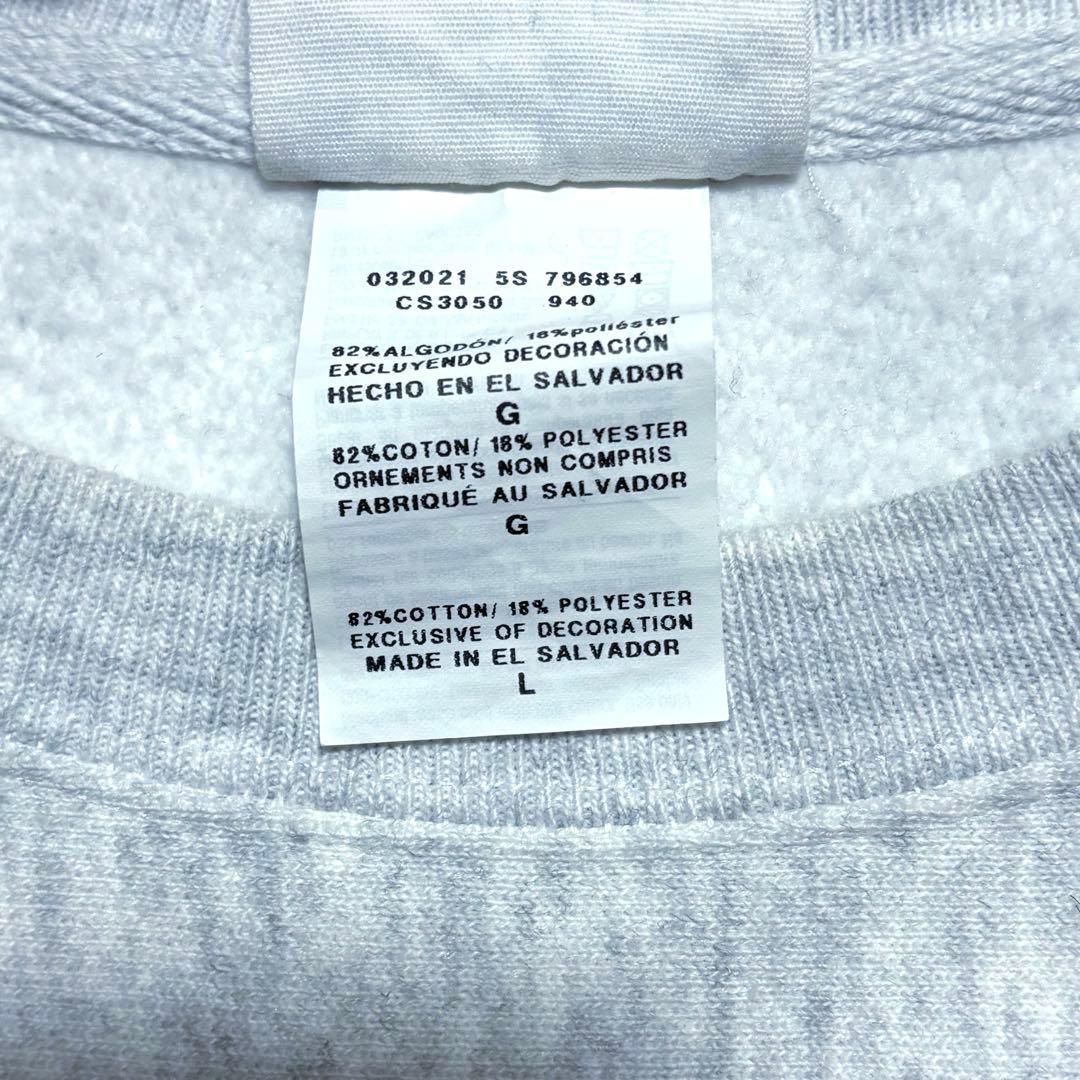 032021 5S 796854
CS3050 940
82%ALGODÓN/ 18%poliéster
EXCLUYENDO DECORACIÓN
HECHO EN EL SALVADOR
G
82%COTON/ 18% POLYESTER
ORNEMENTS NON COMPRIS
FABRIQUÉ AU SALVADOR
G
82%COTTON/ 18% POLYESTER
EXCLUSIVE OF DECORATION
MADE IN EL SALVADOR
L